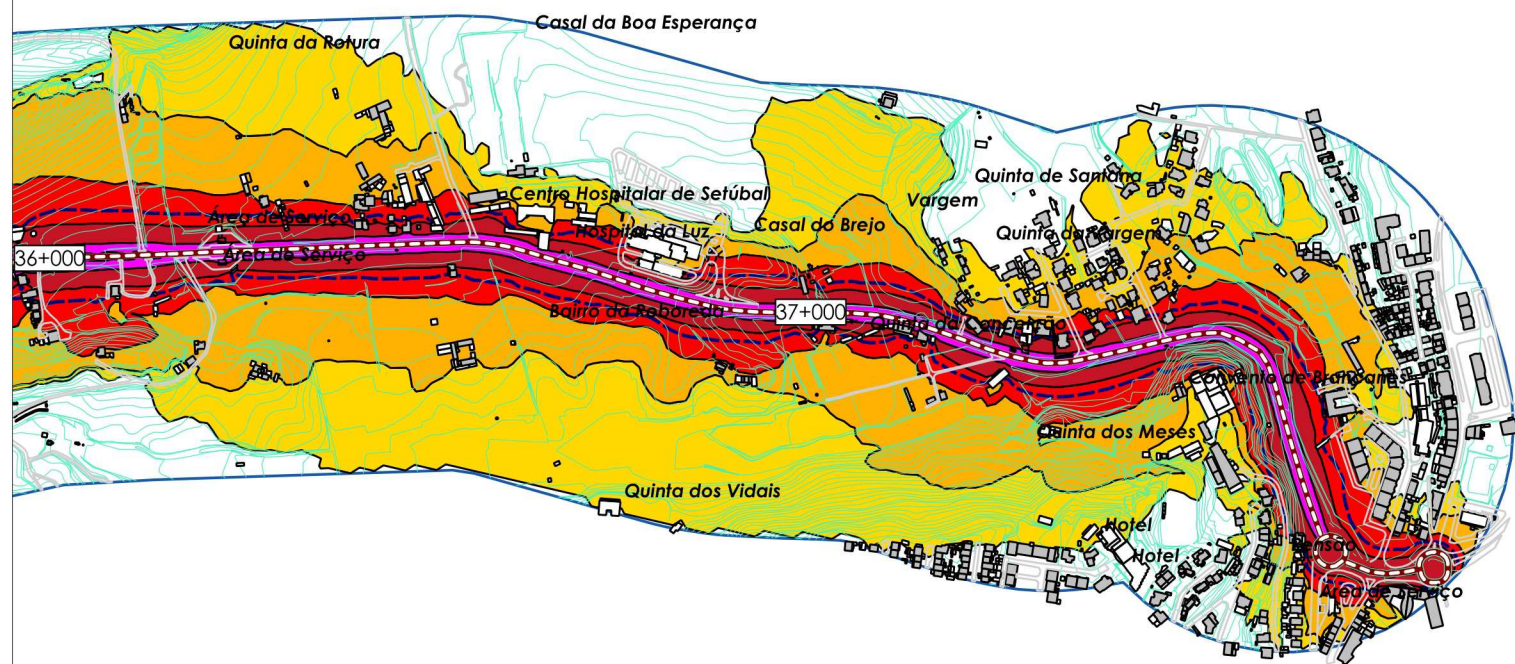 Casal da Boa Esperança
Quinta da Rotura
Centro Hospitalar de Setúbal
Quinta de Santana
Vargem
Área de Serviço
Hospital da Luz
Casal do Brejo
Quinta da Vargem
Área de Serviço
36+000
Bairro da Reboreda
37+000
Quinta da Conceição
Convento de Brancanes
Quinta dos Meses
Quinta dos Vidais
Hotel
Hotel
Pensão
Área de Serviço